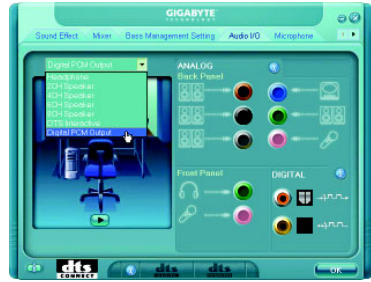 GIGABYTE
TECHNOLOGY
Sound Effect Mixer Bass Management Setting Audio I/O Microphone
Digital PCM Output
Headphone
2CH Speaker
4CH Speaker
6CH Speaker
8CH Speaker
DTS Interactive
Digital PCM Output
ANALOG
Back Panel
Front Panel
DIGITAL
dts
CONNECT
dts
dts
OK